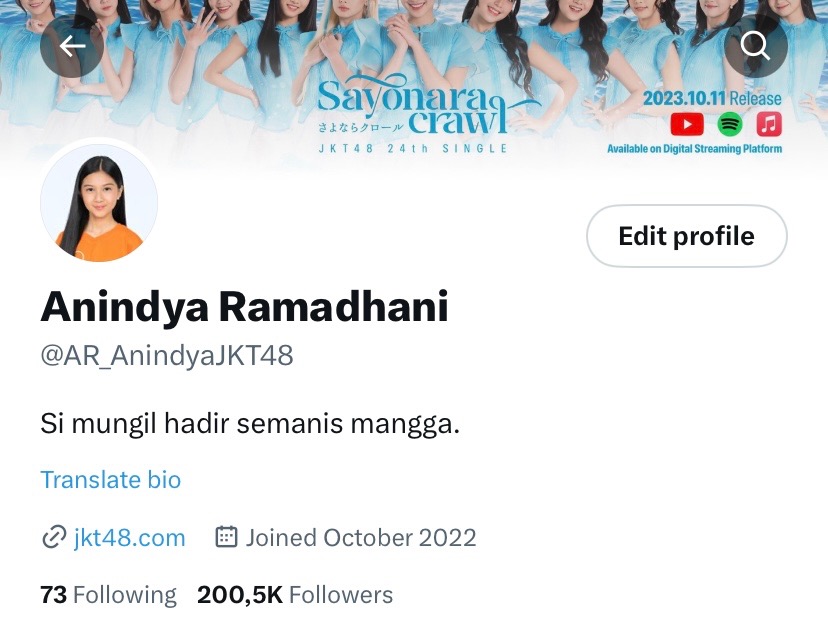 Sayonara
crawl
さよならクロール
JKT48 24th SINGLE
2023.10.11 Release
Available on Digital Streaming Platform
Edit profile
Anindya Ramadhani
@AR_AnindyaJKT48
Si mungil hadir semanis mangga.
Translate bio
jkt48.com Joined October 2022
73 Following 200,5K Followers